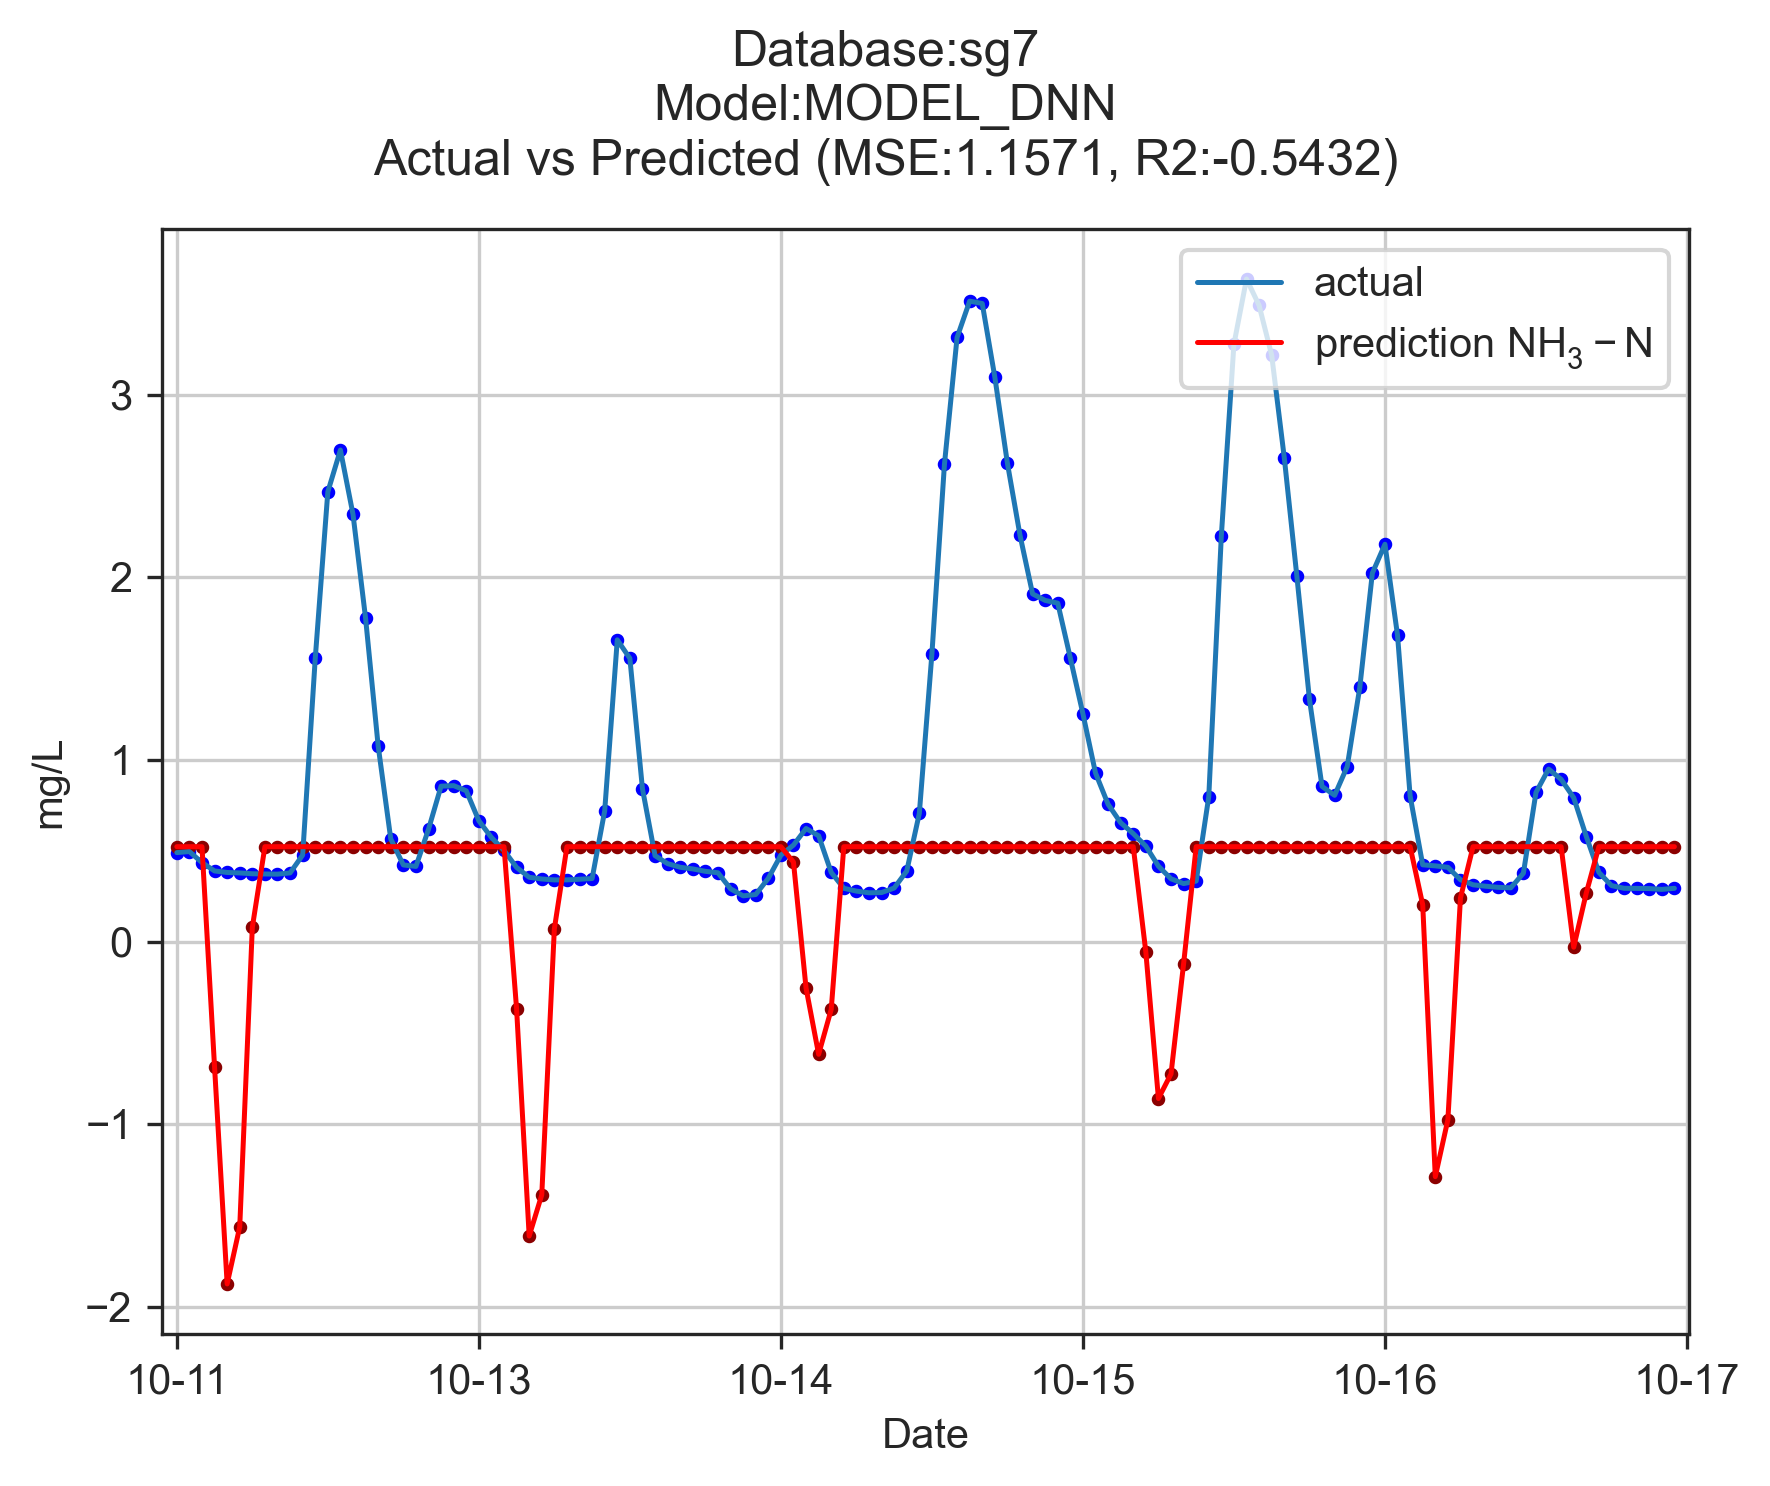 Database:sg7
Model:MODEL_DNN
Actual vs Predicted (MSE:1.1571, R2:-0.5432)
actual
prediction NH₃ − N
3
2
1
0
−1
−2
mg/L
10-11 10-13 10-14 10-15 10-16 10-17
Date